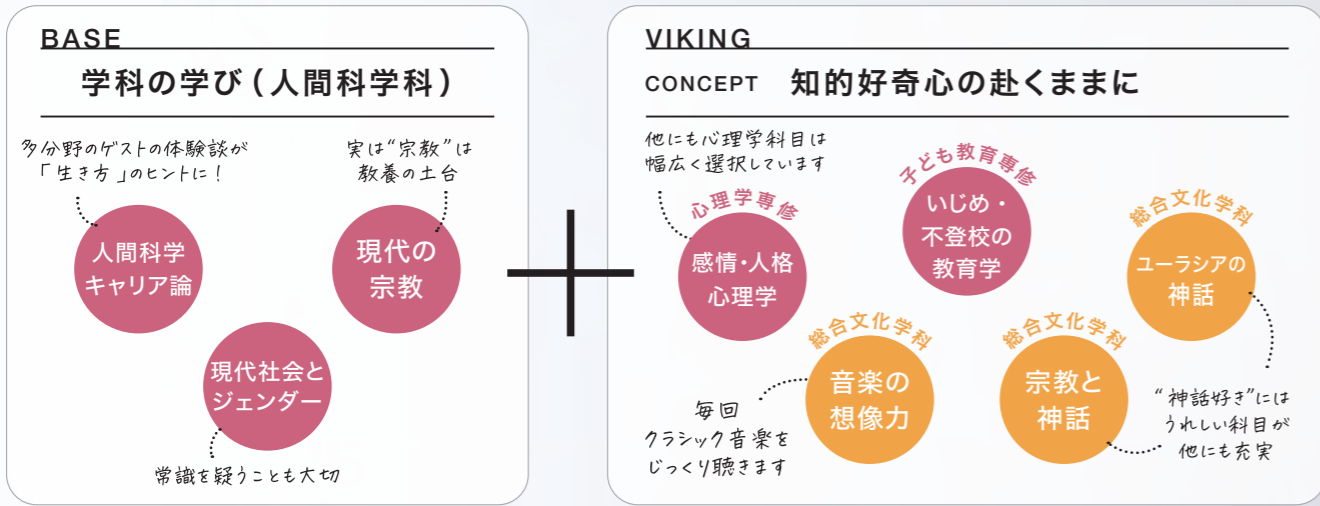 BASE
学科の学び(人間科学科)
多分野のゲストの体験談が
「生き方」のヒントに!
実は“宗教”は
教養の土台
人間科学
キャリア論
現代の
宗教
現代社会と
ジェンダー
常識を疑うことも大切
VIKING
CONCEPT 知的好奇心の赴くままに
他にも心理学科目は
幅広く選択しています
心理学専修
感情・人格
心理学
子ども教育専修
いじめ・
不登校の
教育学
総合文化学科
ユーラシアの
神話
総合文化学科
音楽の
想像力
毎回
クラシック音楽を
じっくり聴きます
総合文化学科
宗教と
神話
“神話好き”には
うれしい科目が
他にも充実